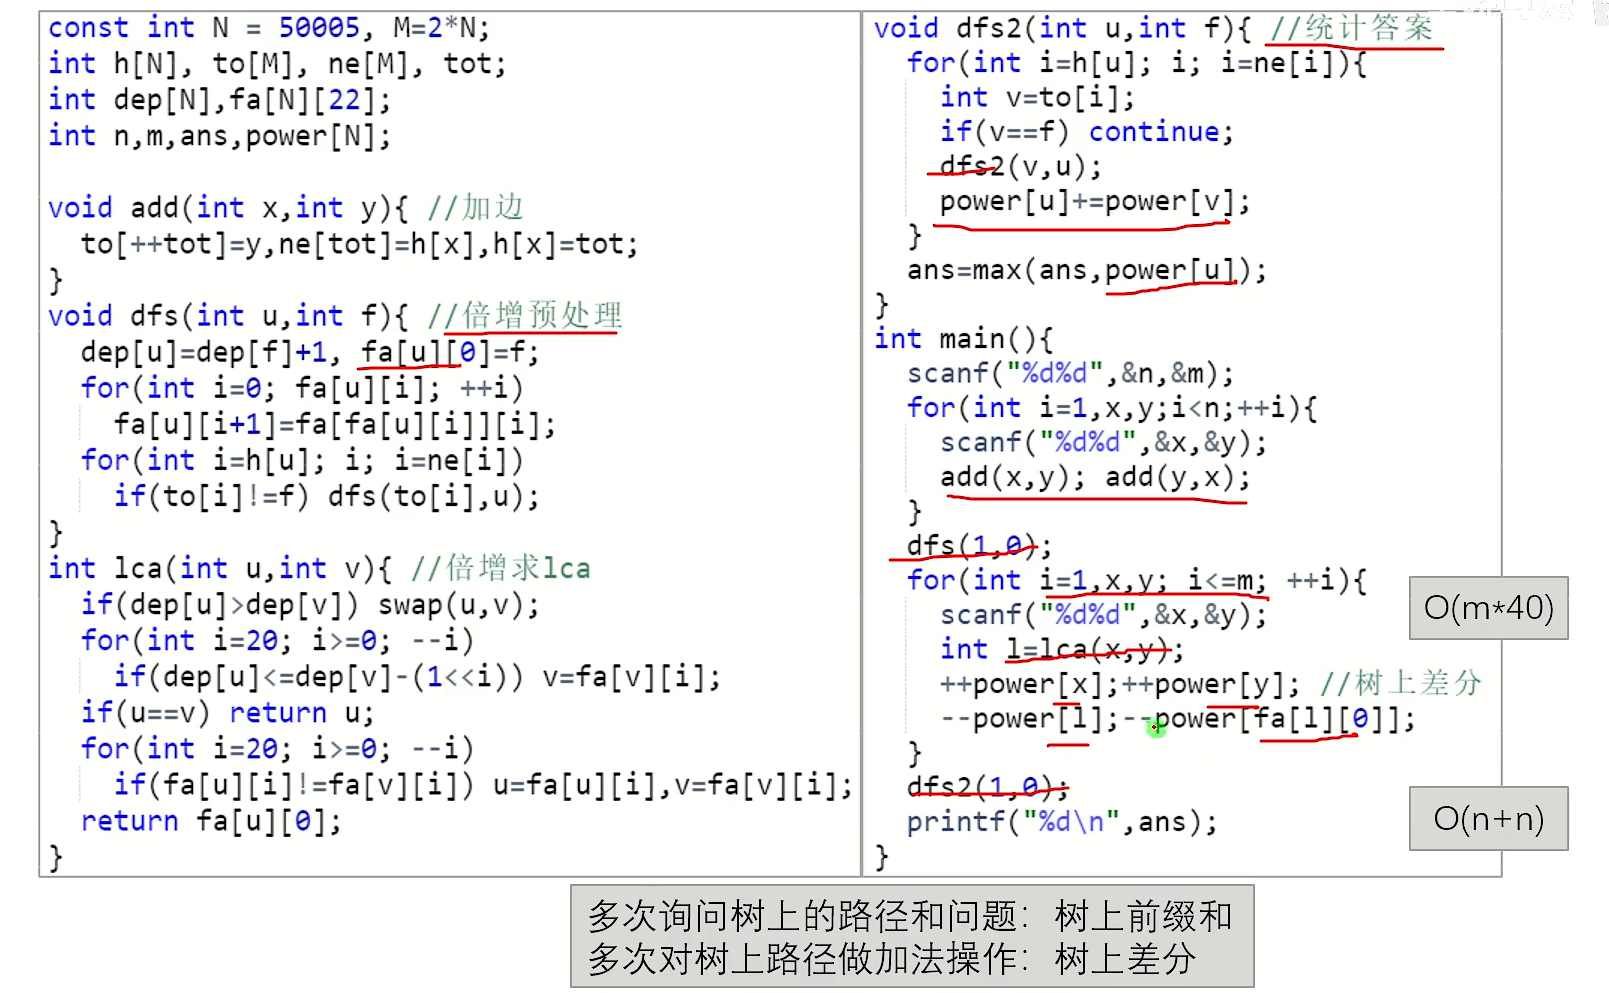 const int N = 50005, M=2*N;
int h[N], to[M], ne[M], tot;
int dep[N],fa[N][22];
int n,m,ans,power[N];
void add(int x,int y){ //加边
to[++tot]=y,ne[tot]=h[x],h[x]=tot;
}
void dfs(int u,int f){ //倍增预处理
dep[u]=dep[f]+1, fa[u][0]=f;
for(int i=0; fa[u][i]; ++i)
fa[u][i+1]=fa[fa[u][i]][i];
for(int i=h[u]; i; i=ne[i])
if(to[i]!=f) dfs(to[i],u);
}
int lca(int u,int v){ //倍增求lca
if(dep[u]>dep[v]) swap(u,v);
for(int i=20; i>=0; --i)
if(dep[u]<=dep[v]-(1<<i)) v=fa[v][i];
if(u==v) return u;
for(int i=20; i>=0; --i)
if(fa[u][i]!=fa[v][i]) u=fa[u][i],v=fa[v][i];
return fa[u][0];
}
void dfs2(int u,int f){ //统计答案
for(int i=h[u]; i; i=ne[i]){
int v=to[i];
if(v==f) continue;
dfs2(v,u);
power[u]+=power[v];
}
ans=max(ans,power[u]);
}
int main(){
scanf("%d%d",&n,&m);
for(int i=1,x,y;i<n;++i){
scanf("%d%d",&x,&y);
add(x,y); add(y,x);
}
dfs(1,0);
for(int i=1,x,y; i<=m; ++i){
scanf("%d%d",&x,&y);
int l=lca(x,y);
++power[x];++power[y]; //树上差分
--power[l];--power[fa[l][0]];
}
dfs2(1,0);
printf("%d\n",ans);
}
O(m*40)
O(n+n)
多次询问树上的路径和问题：树上前缀和
多次对树上路径做加法操作：树上差分